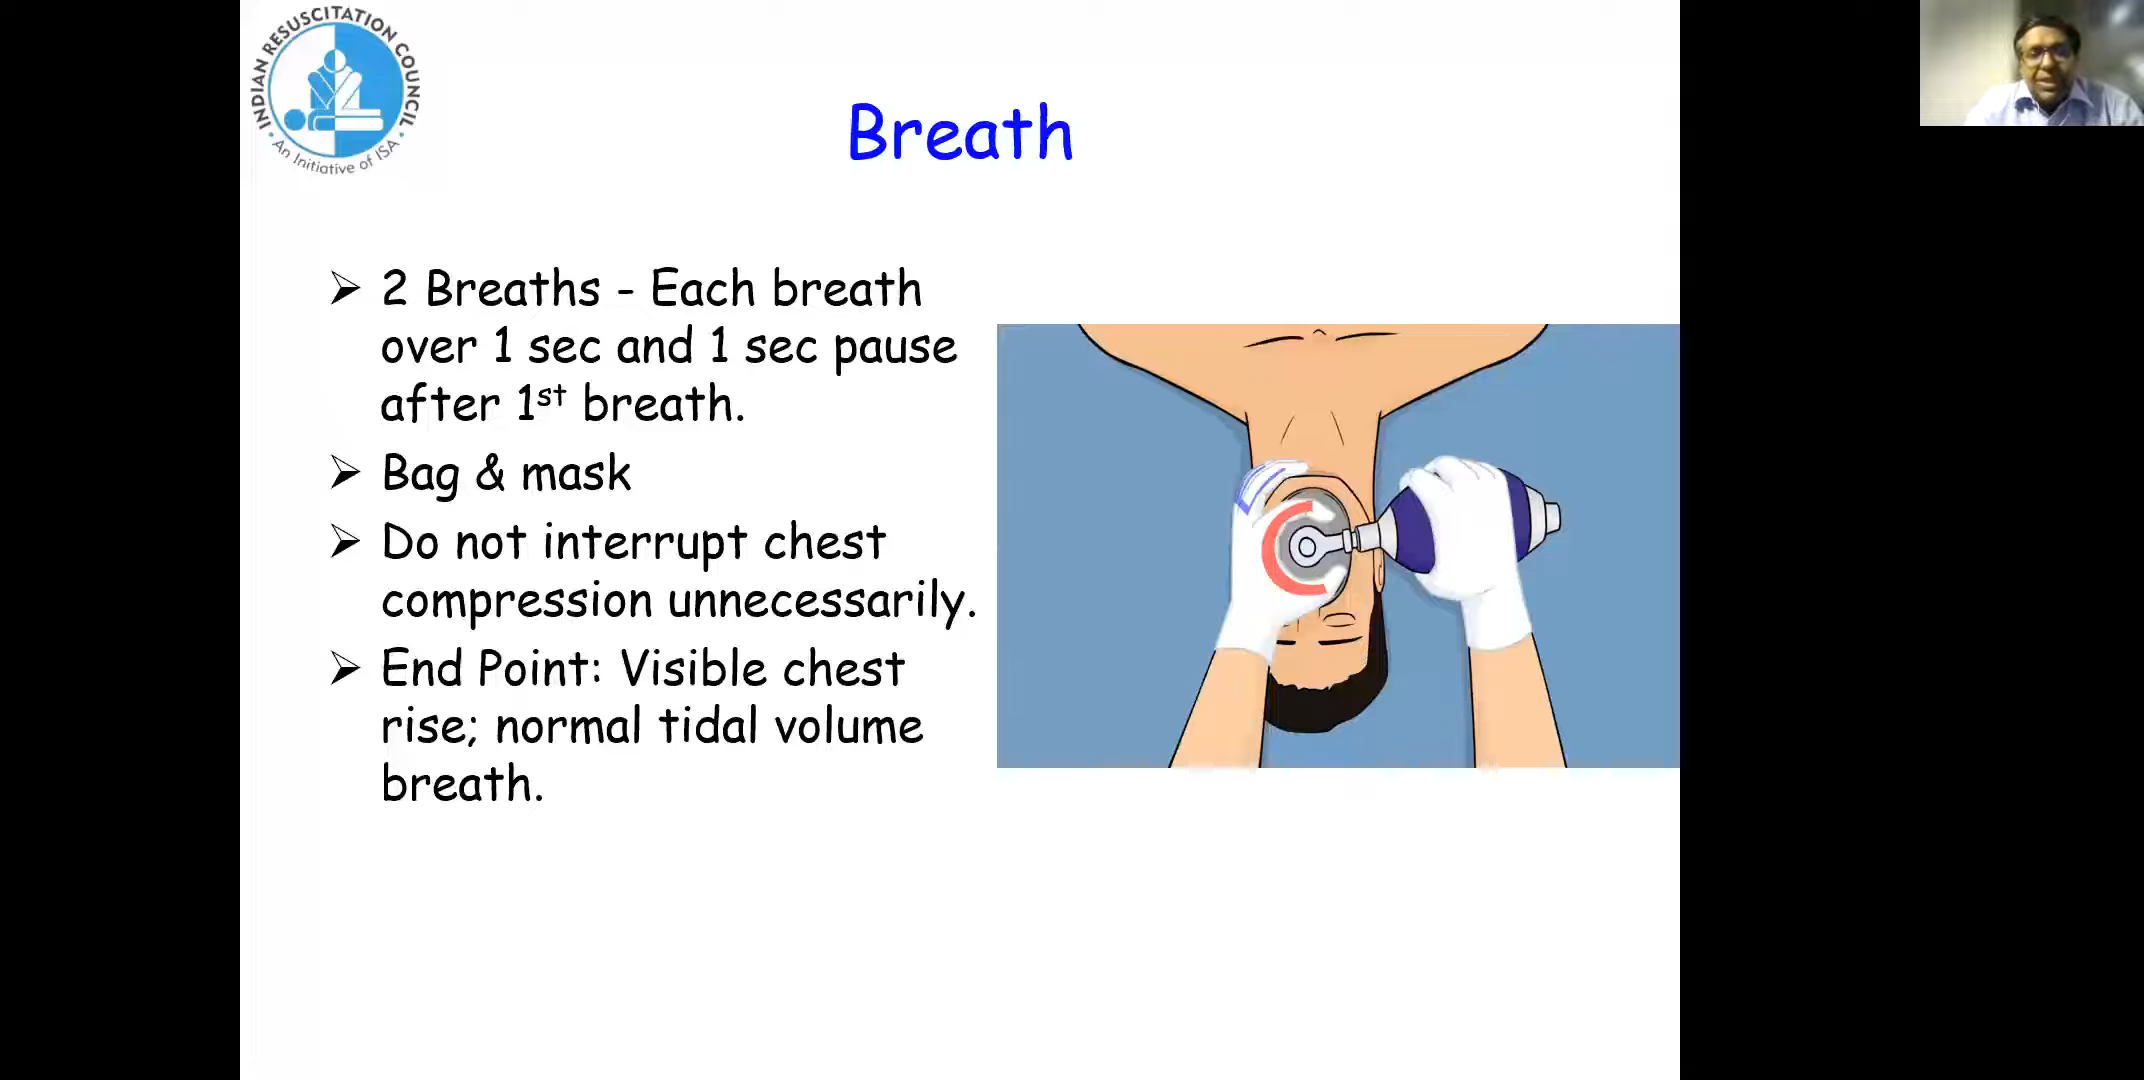 INDIAN RESUSCITATION COUNCIL
An Initiative of ISA
Breath
➢ 2 Breaths - Each breath
over 1 sec and 1 sec pause
after 1st breath.
➢ Bag & mask
➢ Do not interrupt chest
compression unnecessarily.
➢ End Point: Visible chest
rise; normal tidal volume
breath.